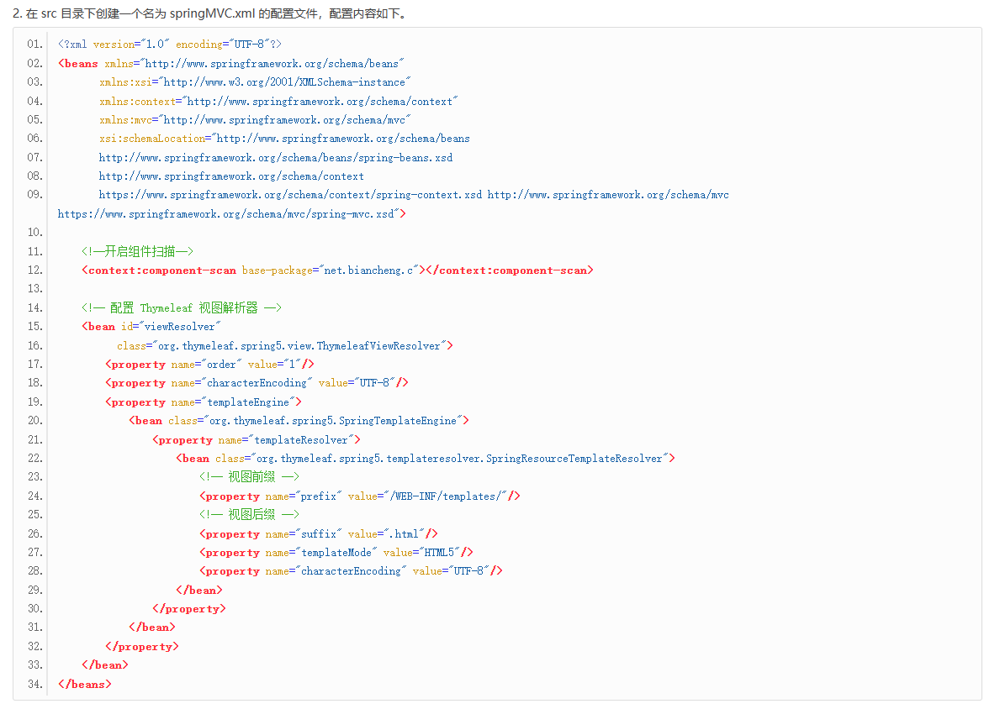 2. 在 src 目录下创建一个名为 springMVC.xml 的配置文件，配置内容如下。
01. <?xml version="1.0" encoding="UTF-8"?>
02. <beans xmlns="http://www.springframework.org/schema/beans"
03.        xmlns:xsi="http://www.w3.org/2001/XMLSchema-instance"
04.        xmlns:context="http://www.springframework.org/schema/context"
05.        xmlns:mvc="http://www.springframework.org/schema/mvc"
06.        xsi:schemaLocation="http://www.springframework.org/schema/beans
07.        http://www.springframework.org/schema/beans/spring-beans.xsd
08.        http://www.springframework.org/schema/context
09.        https://www.springframework.org/schema/context/spring-context.xsd http://www.springframework.org/schema/mvc
https://www.springframework.org/schema/mvc/spring-mvc.xsd">
10.
11.     <!--开启组件扫描-->
12.     <context:component-scan base-package="net.biancheng.c"></context:component-scan>
13.
14.     <!-- 配置 Thymeleaf 视图解析器 -->
15.     <bean id="viewResolver"
16.           class="org.thymeleaf.spring5.view.ThymeleafViewResolver">
17.         <property name="order" value="1"/>
18.         <property name="characterEncoding" value="UTF-8"/>
19.         <property name="templateEngine">
20.             <bean class="org.thymeleaf.spring5.SpringTemplateEngine">
21.                 <property name="templateResolver">
22.                     <bean class="org.thymeleaf.spring5.templateresolver.SpringResourceTemplateResolver">
23.                         <!-- 视图前缀 -->
24.                         <property name="prefix" value="/WEB-INF/templates/"/>
25.                         <!-- 视图后缀 -->
26.                         <property name="suffix" value=".html"/>
27.                         <property name="templateMode" value="HTML5"/>
28.                         <property name="characterEncoding" value="UTF-8"/>
29.                     </bean>
30.                 </property>
31.             </bean>
32.         </property>
33.     </bean>
34. </beans>